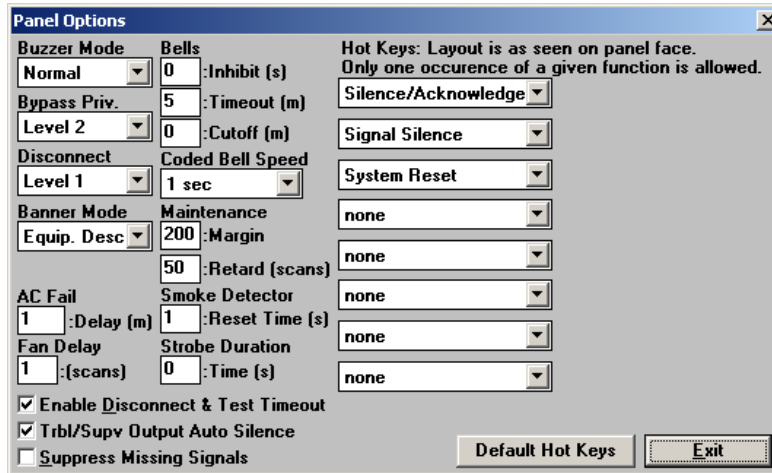 Panel Options
Buzzer Mode
Normal
Bypass Priv.
Level 2
Disconnect
Level 1
Banner Mode
Equip. Desc
AC Fail
1 :Delay (m)
Fan Delay
1 :(scans)
Bells
0 :Inhibit (s)
5 :Timeout (m)
0 :Cutoff (m)
Coded Bell Speed
1 sec
Maintenance
200 :Margin
50 :Retard (scans)
Smoke Detector
1 :Reset Time (s)
Strobe Duration
0 :Time (s)
Hot Keys: Layout is as seen on panel face.
Only one occurence of a given function is allowed.
Silence/Acknowledge
Signal Silence
System Reset
none
none
none
none
none
Enable Disconnect & Test Timeout
Trbl/Supv Output Auto Silence
Suppress Missing Signals
Default Hot Keys
Exit